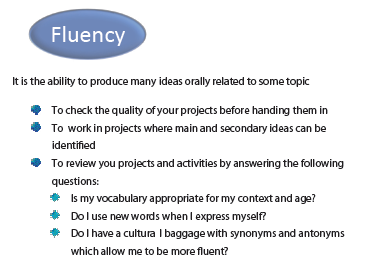 Fluency
It is the ability to produce many ideas orally related to some topic
To check the quality of your projects before handing them in
To work in projects where main and secondary ideas can be
identified
To review you projects and activities by answering the following
questions:
Is my vocabulary appropriate for my context and age?
Do I use new words when I express myself?
Do I have a cultura l baggage with synonyms and antonyms
which allow me to be more fluent?